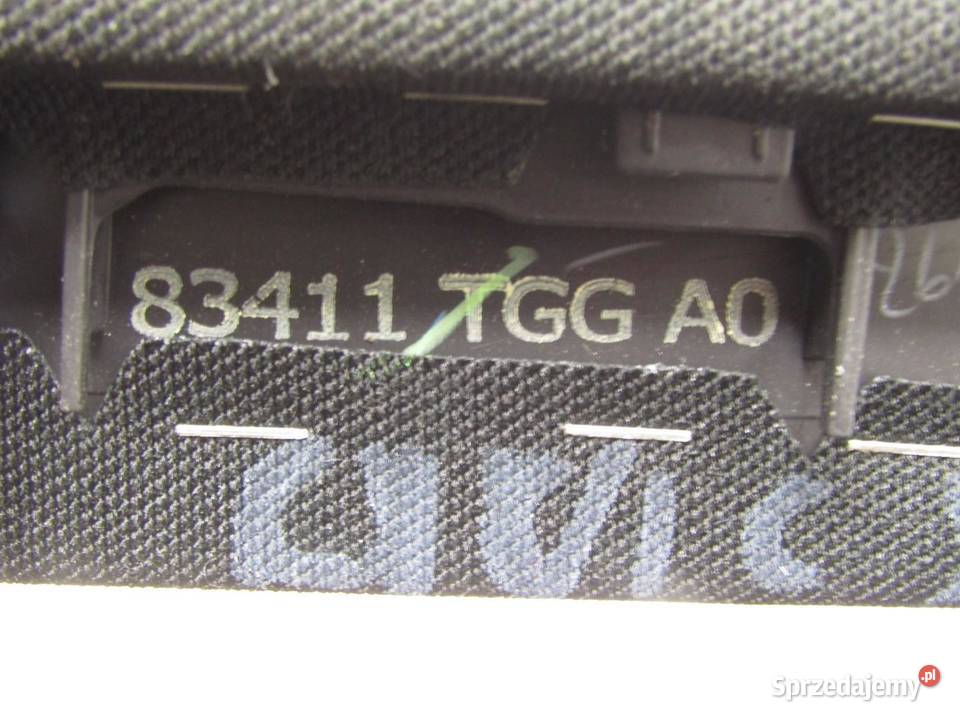 83411 TGG A0
CIVIC
Sprzedajemy.pl